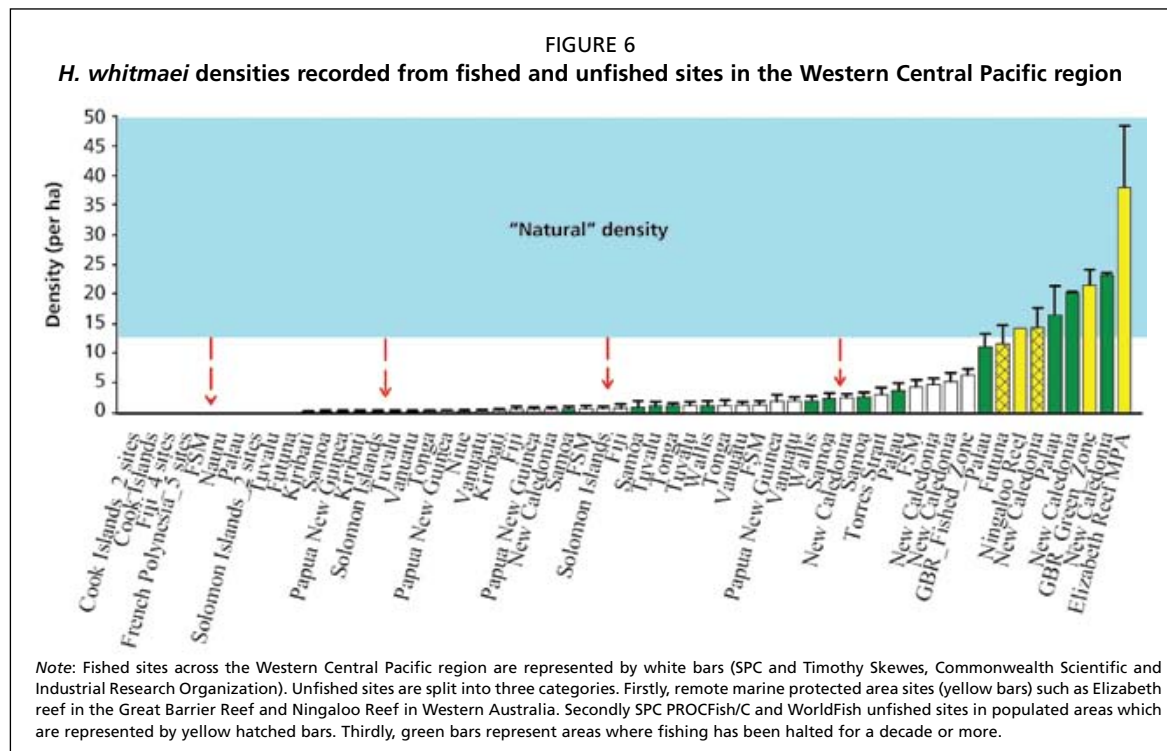 FIGURE 6
H. whitmaei densities recorded from fished and unfished sites in the Western Central Pacific region
Density (per ha)
50
45
40
35
30
25
20
15
10
5
0
"Natural" density
Cook Islands_2 sites
Cook Islands
Fiji_4 sites
French Polynesia_5 sites
FSM
Nauru
Palau
Solomon Islands_2 sites
Tuvalu
Futuna
Kiribati
Samoa
Papua New Guinea
Kiribati
Solomon Islands
Tuvalu
Vanuatu
Tonga
Papua New Guinea
Niue
Vanuatu
Kiribati
Fiji
Papua New Guinea
New Caledonia
Samoa
FSM
Solomon Islands
Fiji
Samoa
Tuvalu
Tonga
Tuvalu
Wallis
Tonga
Vanuatu
FSM
Papua New Guinea
Vanuatu
Wallis
Samoa
New Caledonia
Samoa
Torres Strait
Palau
FSM
New Caledonia
New Caledonia
GBR_Fished_Zone
Palau
Futuna
Ningaloo Reef
New Caledonia
Palau
New Caledonia
GBR_Green Zone
New Caledonia
Elizabeth Reef MPA
Note: Fished sites across the Western Central Pacific region are represented by white bars (SPC and Timothy Skewes, Commonwealth Scientific and
Industrial Research Organization). Unfished sites are split into three categories. Firstly, remote marine protected area sites (yellow bars) such as Elizabeth
reef in the Great Barrier Reef and Ningaloo Reef in Western Australia. Secondly SPC PROCFish/C and WorldFish unfished sites in populated areas which
are represented by yellow hatched bars. Thirdly, green bars represent areas where fishing has been halted for a decade or more.